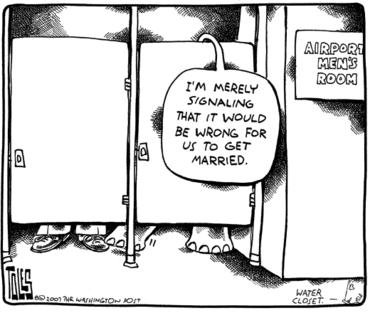 AIRPORT
MEN'S
ROOM
I'M MERELY
SIGNALING
THAT IT WOULD
BE WRONG FOR
US TO GET
MARRIED.
TOLES
©2007 THE WASHINGTON POST
WATER
CLOSET.